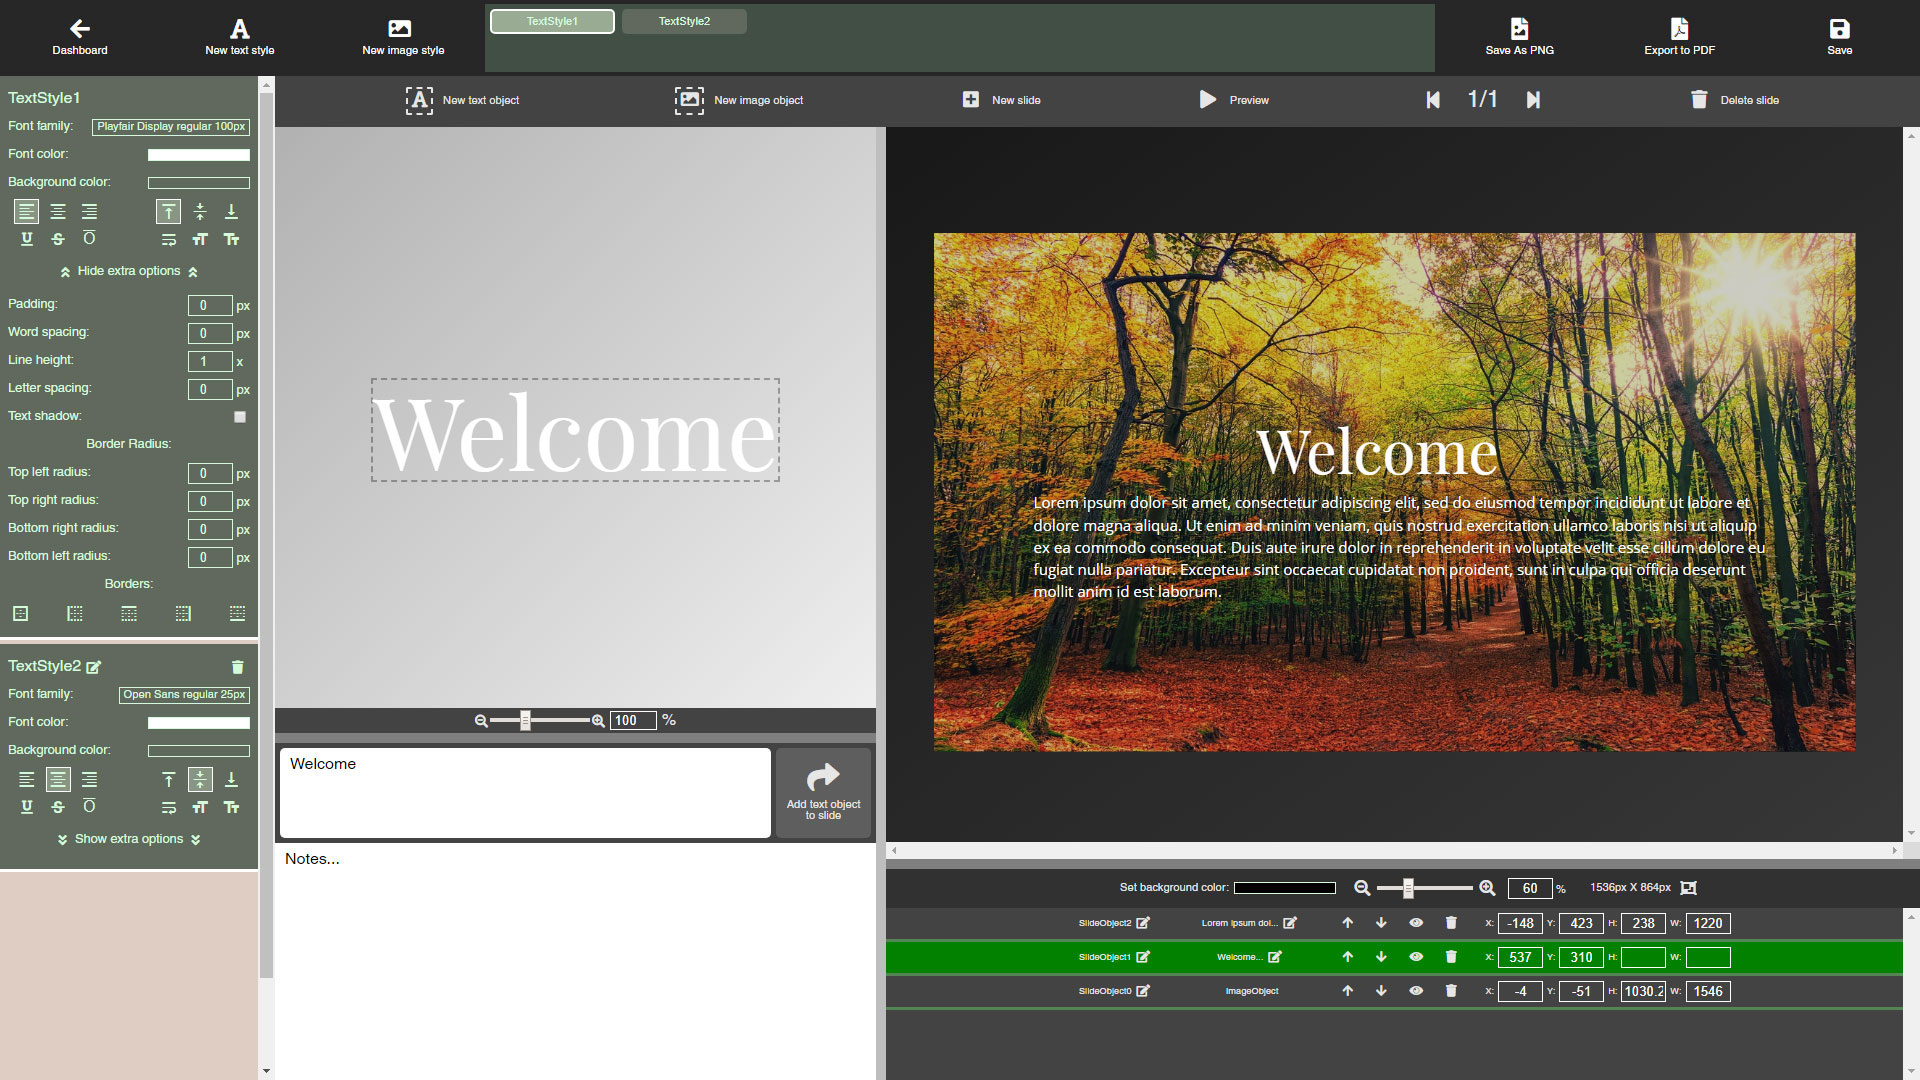 Dashboard
New text style
New image style
TextStyle1
TextStyle2
Save As PNG
Export to PDF
Save
New text object
New image object
New slide
Preview
1/1
Delete slide
TextStyle1
Font family: Playfair Display regular 100px
Font color:
Background color:
U S O
Hide extra options
Padding: 0 px
Word spacing: 0 px
Line height: 1 x
Letter spacing: 0 px
Text shadow:
Border Radius:
Top left radius: 0 px
Top right radius: 0 px
Bottom right radius: 0 px
Bottom left radius: 0 px
Borders:
TextStyle2
Font family: Open Sans regular 25px
Font color:
Background color:
U S O
Show extra options
Welcome
100 %
Welcome
Add text object
to slide
Notes...
Welcome
Lorem ipsum dolor sit amet, consectetur adipiscing elit, sed do eiusmod tempor incididunt ut labore et
dolore magna aliqua. Ut enim ad minim veniam, quis nostrud exercitation ullamco laboris nisi ut aliquip
ex ea commodo consequat. Duis aute irure dolor in reprehenderit in voluptate velit esse cillum dolore eu
fugiat nulla pariatur. Excepteur sint occaecat cupidatat non proident, sunt in culpa qui officia deserunt
mollit anim id est laborum.
Set background color: 60 % 1536px X 864px
SlideObject2 Lorem ipsum dol... X: -148 Y: 423 H: 238 W: 1220
SlideObject1 Welcome... X: 537 Y: 310 H: W:
SlideObject0 ImageObject X: -4 Y: -51 H: 1030.2 W: 1546